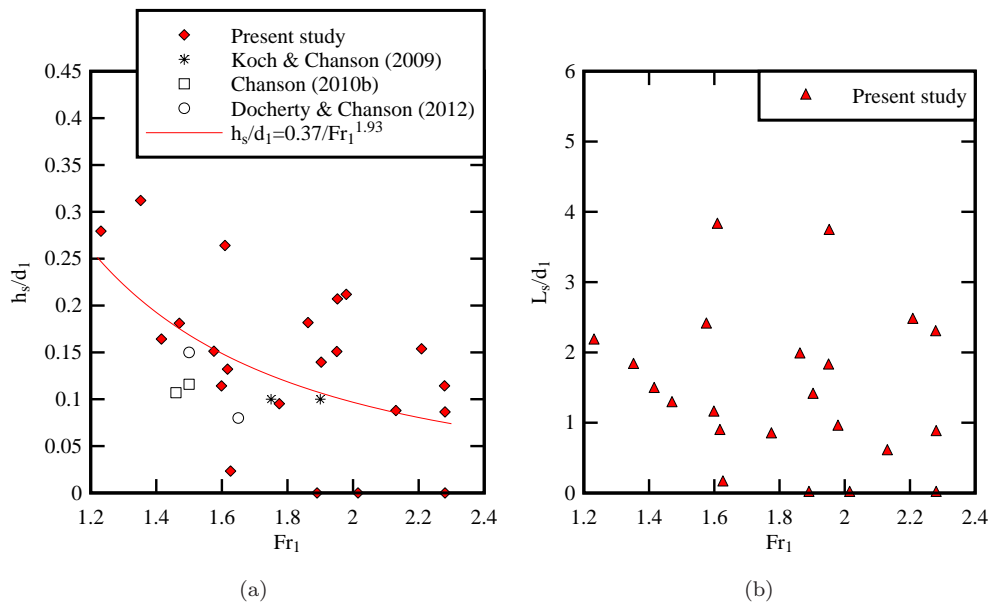 Present study
Koch & Chanson (2009)
Chanson (2010b)
Docherty & Chanson (2012)
h_s/d_1=0.37/Fr_1^1.93
0.45
0.4
0.35
0.3
0.25
0.2
0.15
0.1
0.05
0
h_s/d_1
1.2 1.4 1.6 1.8 2 2.2 2.4
Fr_1
(a)
Present study
6
5
4
3
2
1
0
L_s/d_1
1.2 1.4 1.6 1.8 2 2.2 2.4
Fr_1
(b)